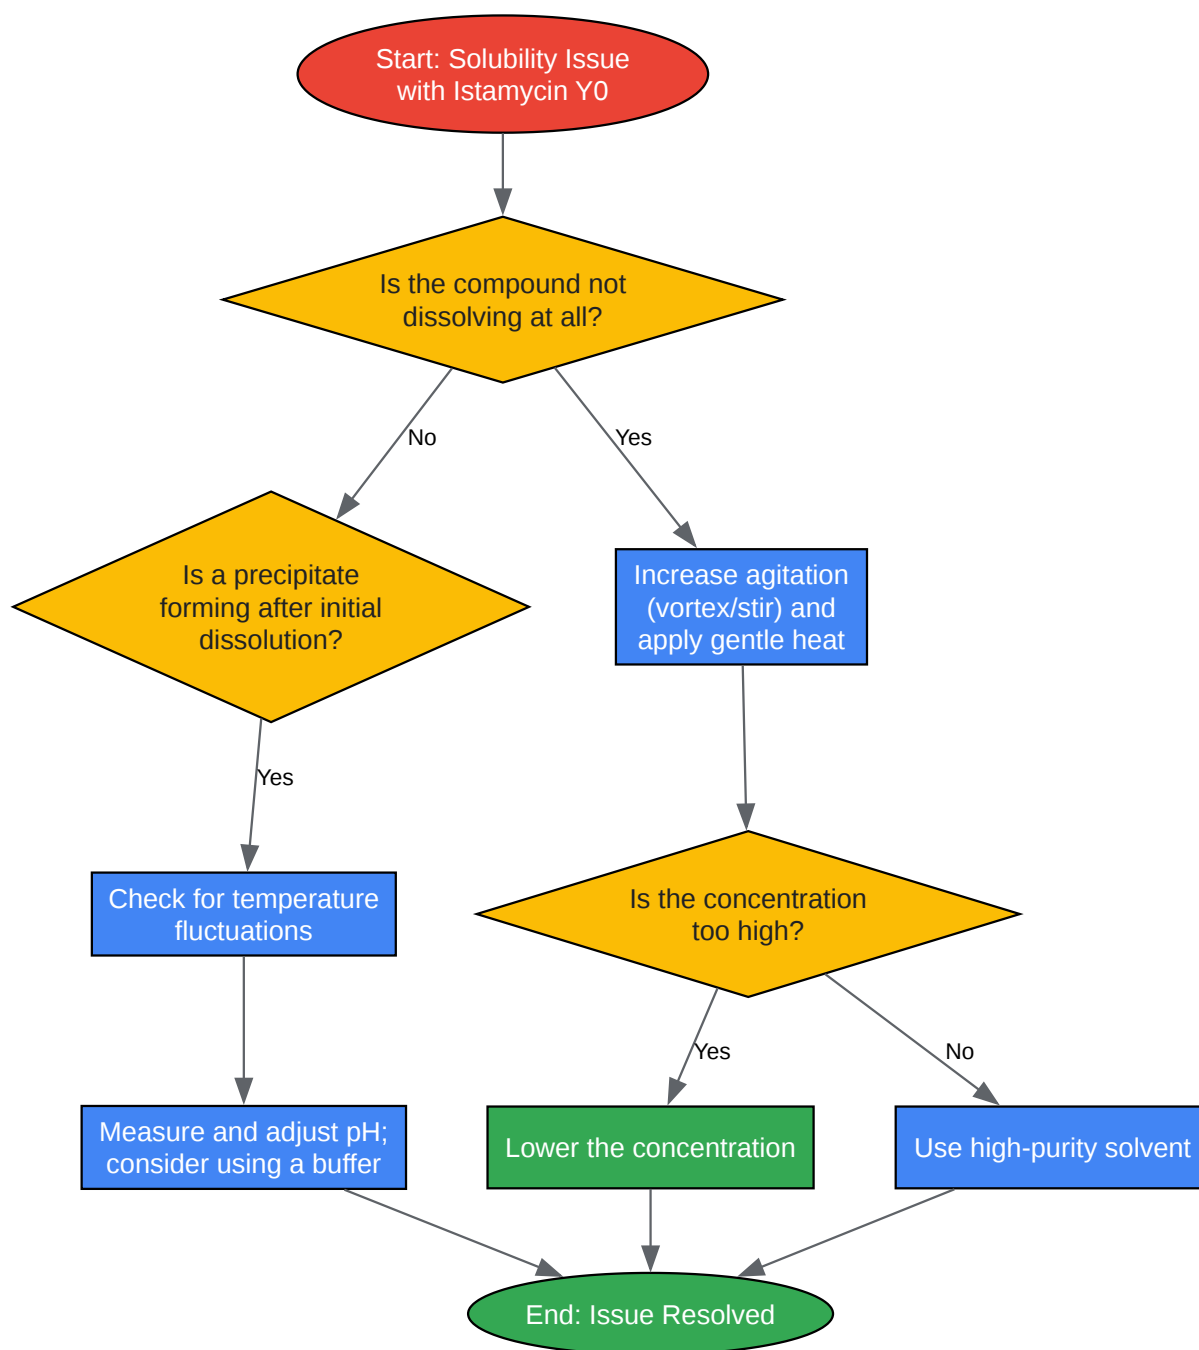 Start: Solubility Issue
with Istamycin Y0
Is the compound not
dissolving at all?
No
Yes
Is a precipitate
forming after initial
dissolution?
Increase agitation
(vortex/stir) and
apply gentle heat
Yes
Check for temperature
fluctuations
Is the concentration
too high?
Yes
No
Measure and adjust pH;
consider using a buffer
Lower the concentration
Use high-purity solvent
End: Issue Resolved